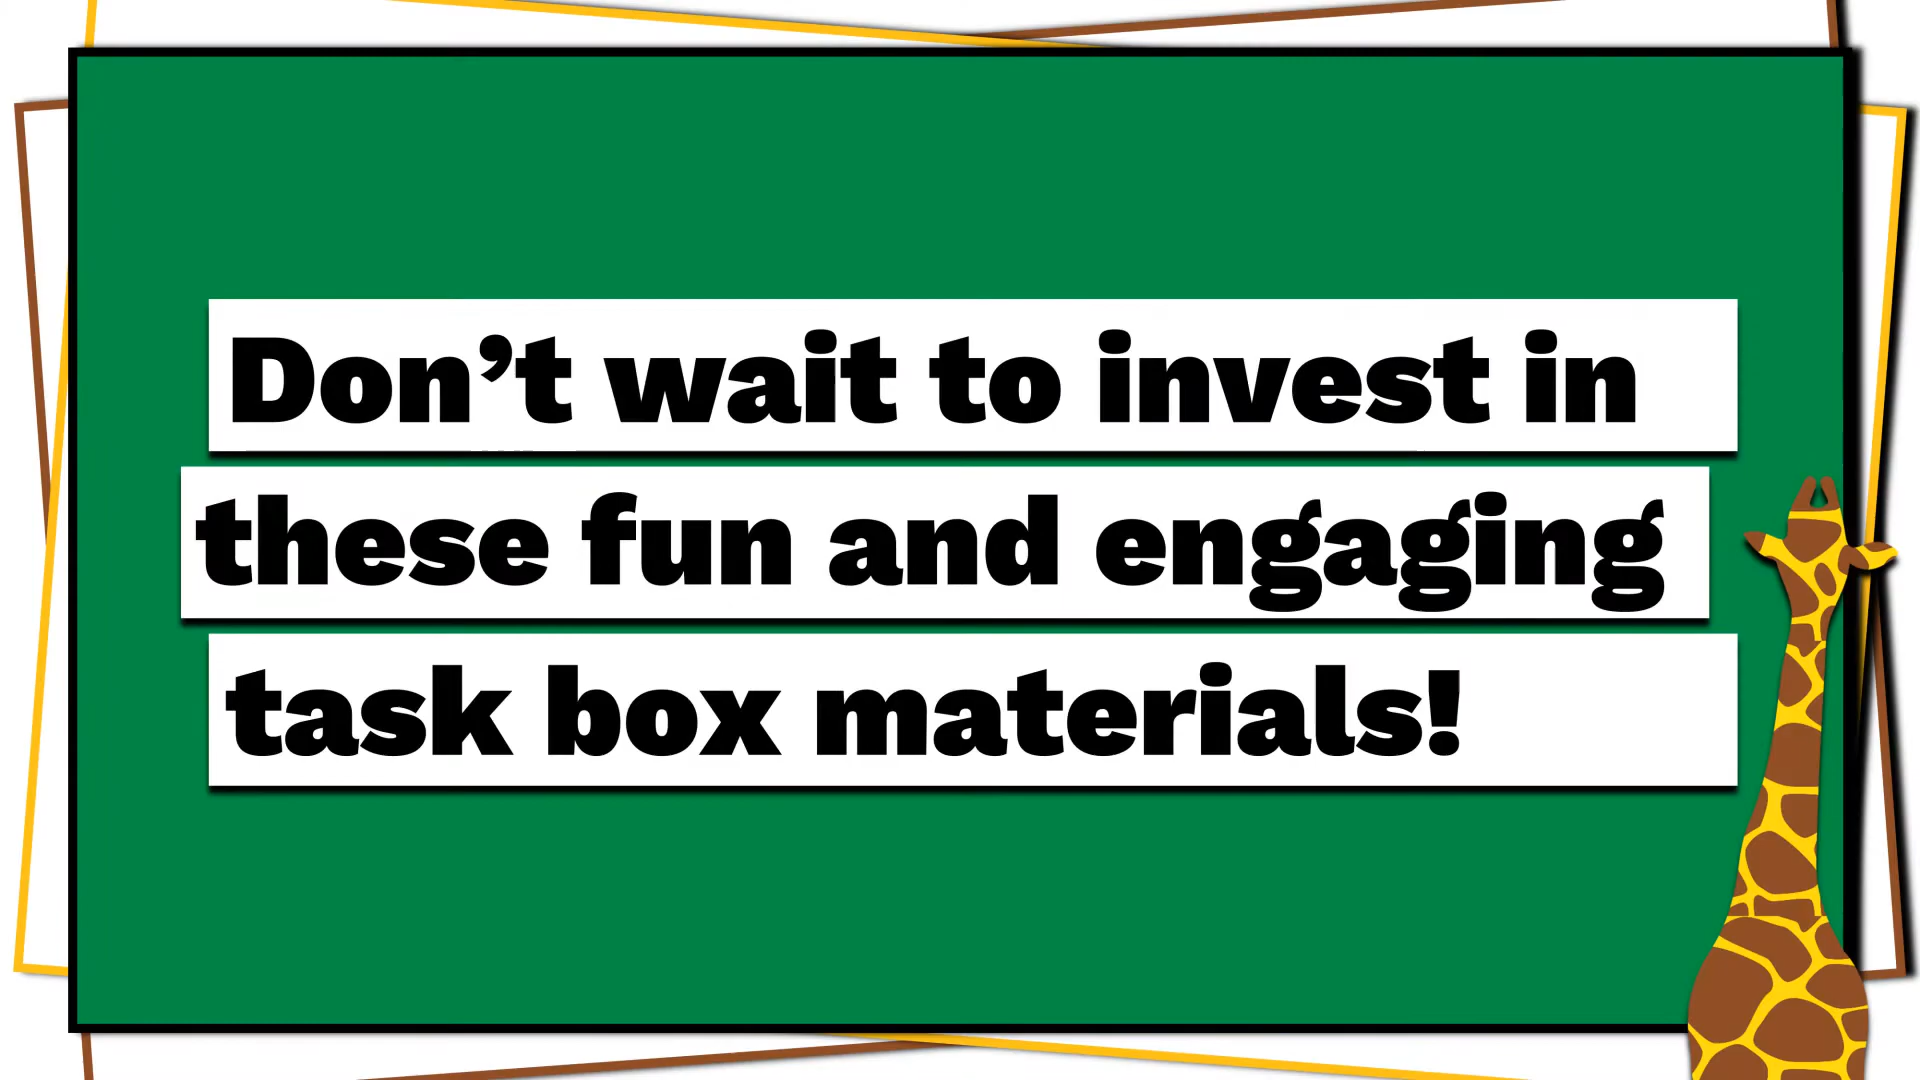 Don’t wait to invest in
these fun and engaging
task box materials!